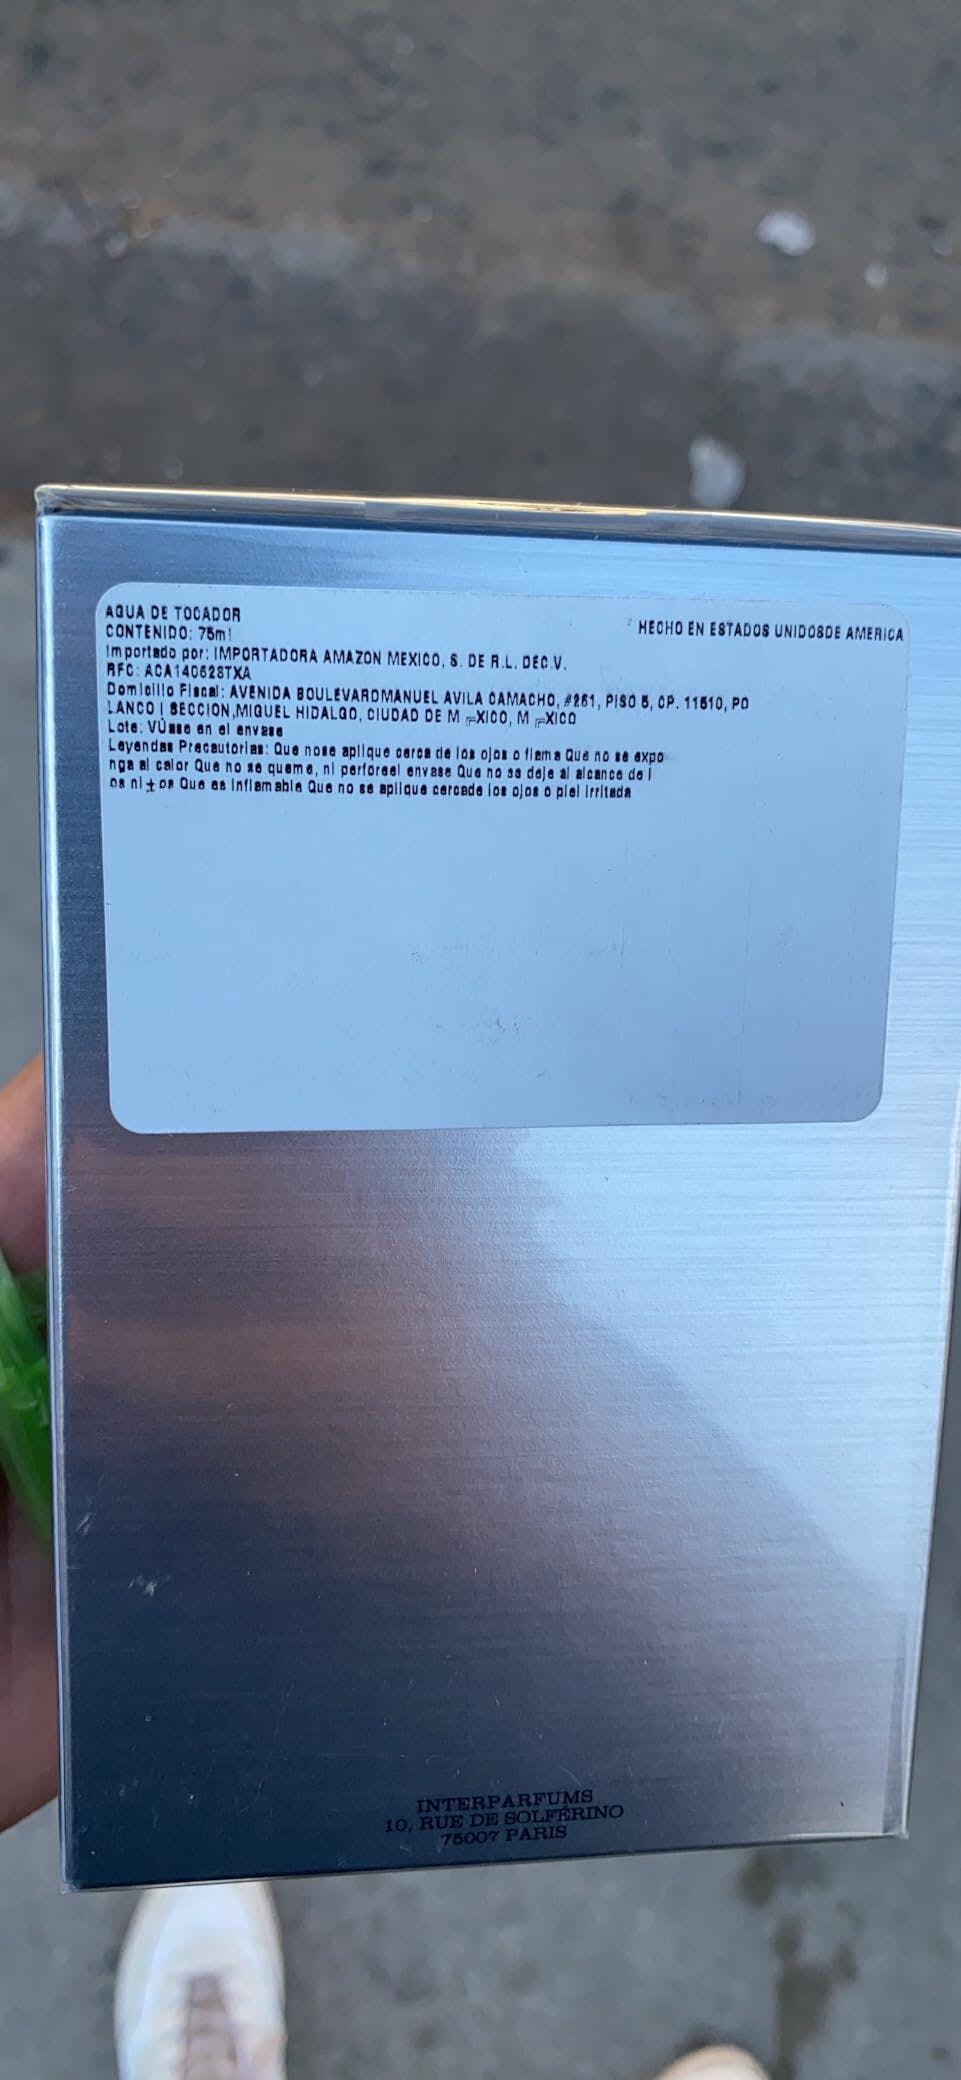 AGUA DE TOCADOR
HECHO EN ESTADOS UNIDOSDE AMERICA
CONTENIDO: 75ml
Importado por: IMPORTADORA AMAZON MEXICO, S. DE R.L. DEC.V.
RFC: ACA140623TXA
Domicilio Fiscal: AVENIDA BOULEVARDMANUEL AVILA CAMACHO, #261, PISO 5, CP. 11510, PO
LANCO I SECCION,MIGUEL HIDALGO, CIUDAD DE M╒XICO, M╒XICO
Lote: VÚase en el envase
Leyendas Precautorias: Que nose aplique cerca de los ojos o flama Que no se expo
nga al calor Que no se queme, ni perforeel envase Que no se deje al alcance de l
os ni±os Que es inflamable Que no se aplique cercade los ojos o piel irritada
INTERPARFUMS
10, RUE DE SOLFÉRINO
75007 PARIS